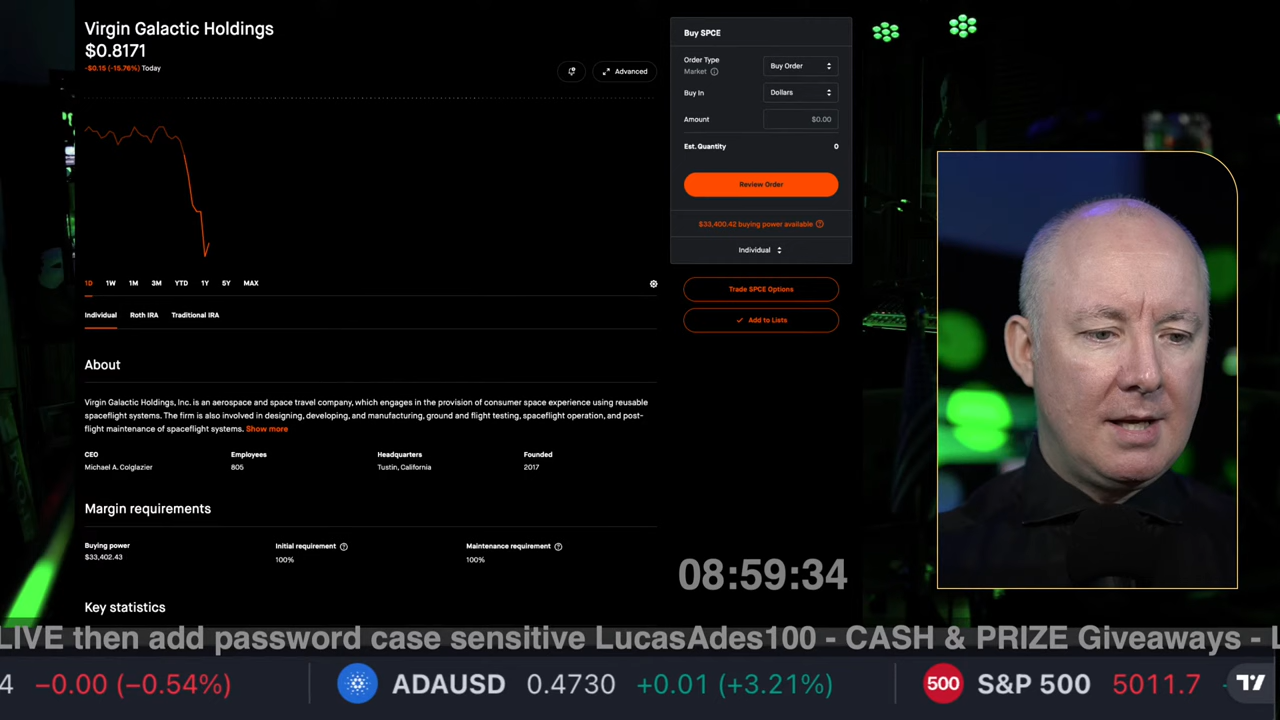 Virgin Galactic Holdings
$0.8171
-$0.15 (-15.76%) Today
Advanced
1D 1W 1M 3M YTD 1Y 5Y MAX
Individual Roth IRA Traditional IRA
About
Virgin Galactic Holdings, Inc. is an aerospace and space travel company, which engages in the provision of consumer space experience using reusable
spaceflight systems. The firm is also involved in designing, developing, and manufacturing, ground and flight testing, spaceflight operation, and post-
flight maintenance of spaceflight systems. Show more
CEO Employees Headquarters Founded
Michael A. Colglazier 805 Tustin, California 2017
Margin requirements
Buying power Initial requirement ? Maintenance requirement ?
$33,402.43 100% 100%
Key statistics
Buy SPCE
Order Type
Market
Buy Order
Buy In Dollars
Amount $0.00
Est. Quantity 0
Review Order
$33,400.42 buying power available ?
Individual
Trade SPCE Options
Add to Lists
08:59:34
LIVE then add password case sensitive LucasAdes100 - CASH & PRIZE Giveaways - L
4 −0.00 (−0.54%) ADAUSD 0.4730 +0.01 (+3.21%) 500 S&P 500 5011.7